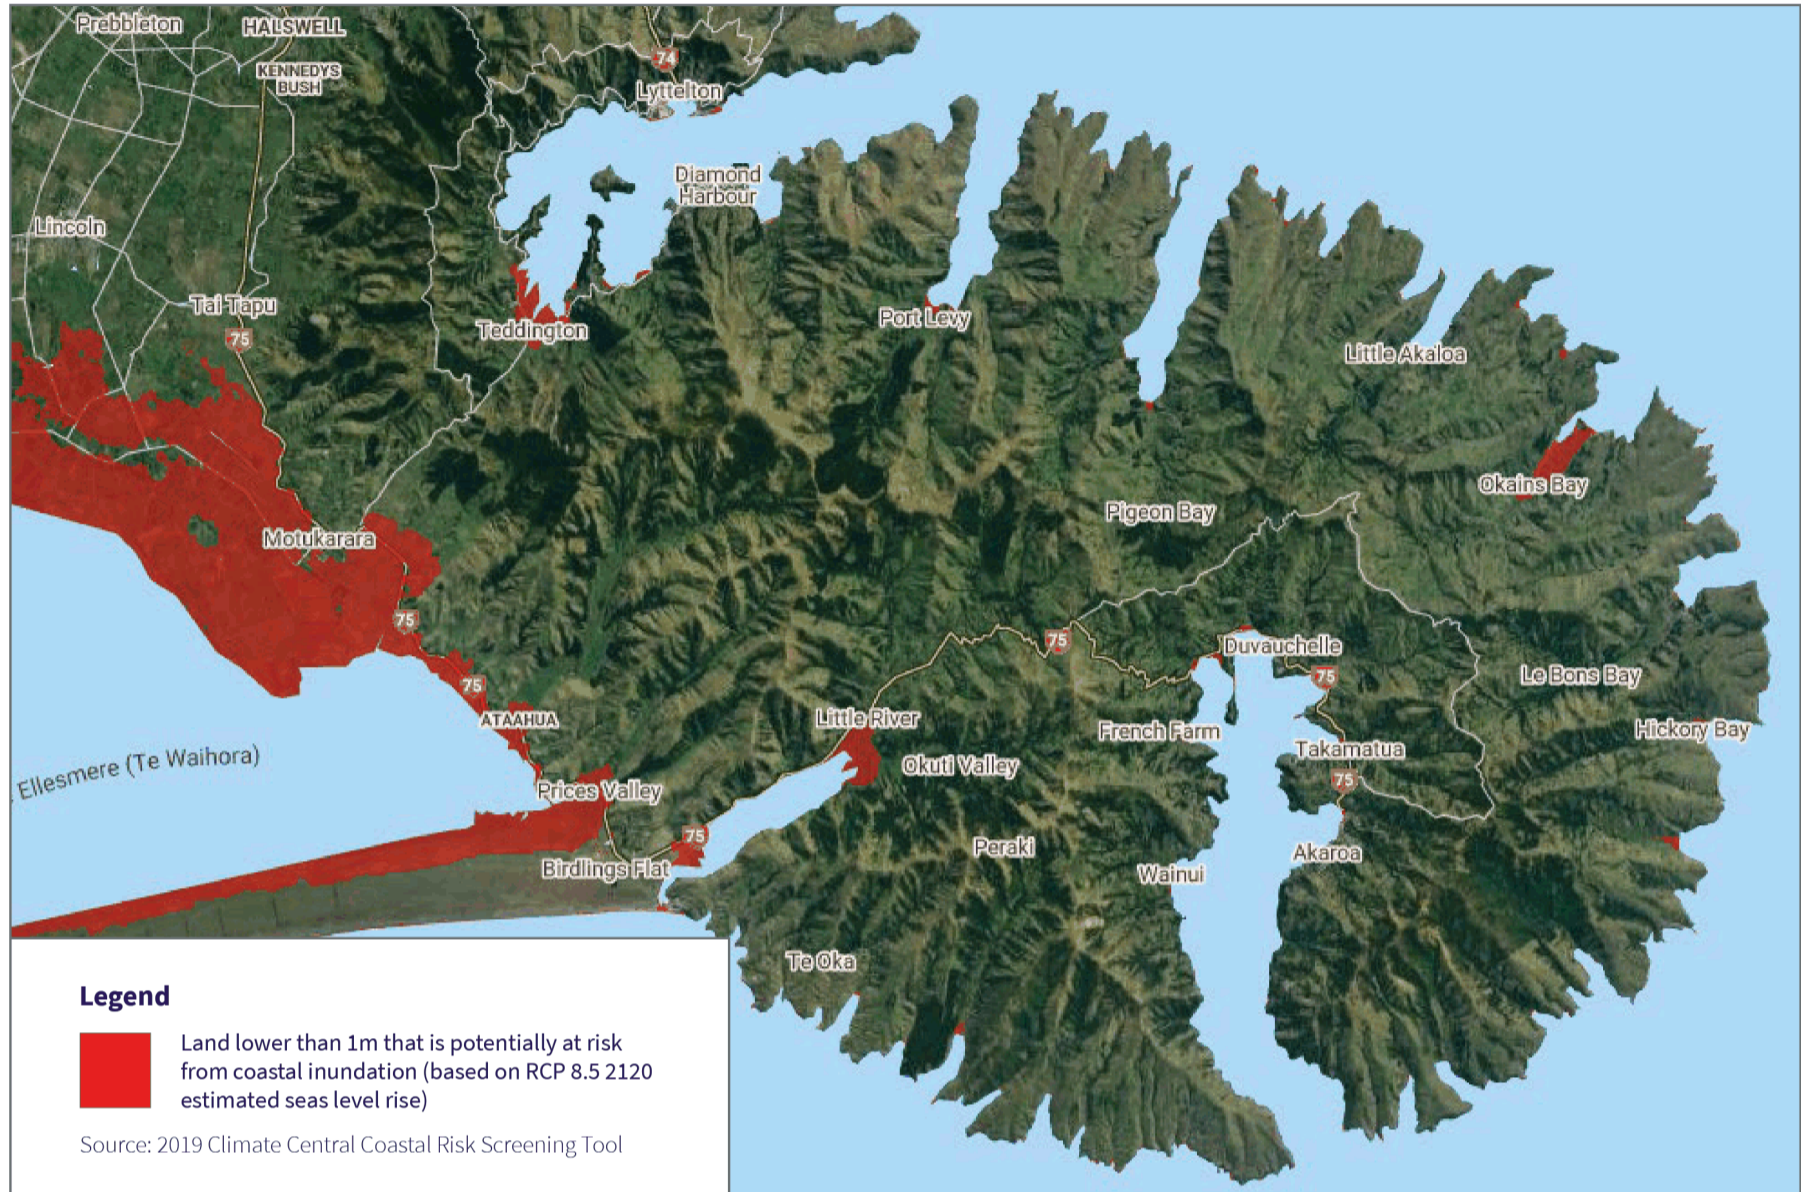 Prebbleton
HALSWELL
KENNEDYS
BUSH
74
Lyttelton
Diamond
Harbour
Lincoln
Tai Tapu
75
Teddington
Port Levy
Little Akaloa
Okains Bay
Pigeon Bay
Motukarara
75
75
Duvauchelle
75
Le Bons Bay
75
ATAAHUA
Little River
French Farm
Hickory Bay
Takamatua
Ellesmere (Te Waihora)
Okuti Valley
75
Prices Valley
75
Peraki
Akaroa
Birdlings Flat
Wainui
Te Oka
Legend
Land lower than 1m that is potentially at risk
from coastal inundation (based on RCP 8.5 2120
estimated seas level rise)
Source: 2019 Climate Central Coastal Risk Screening Tool